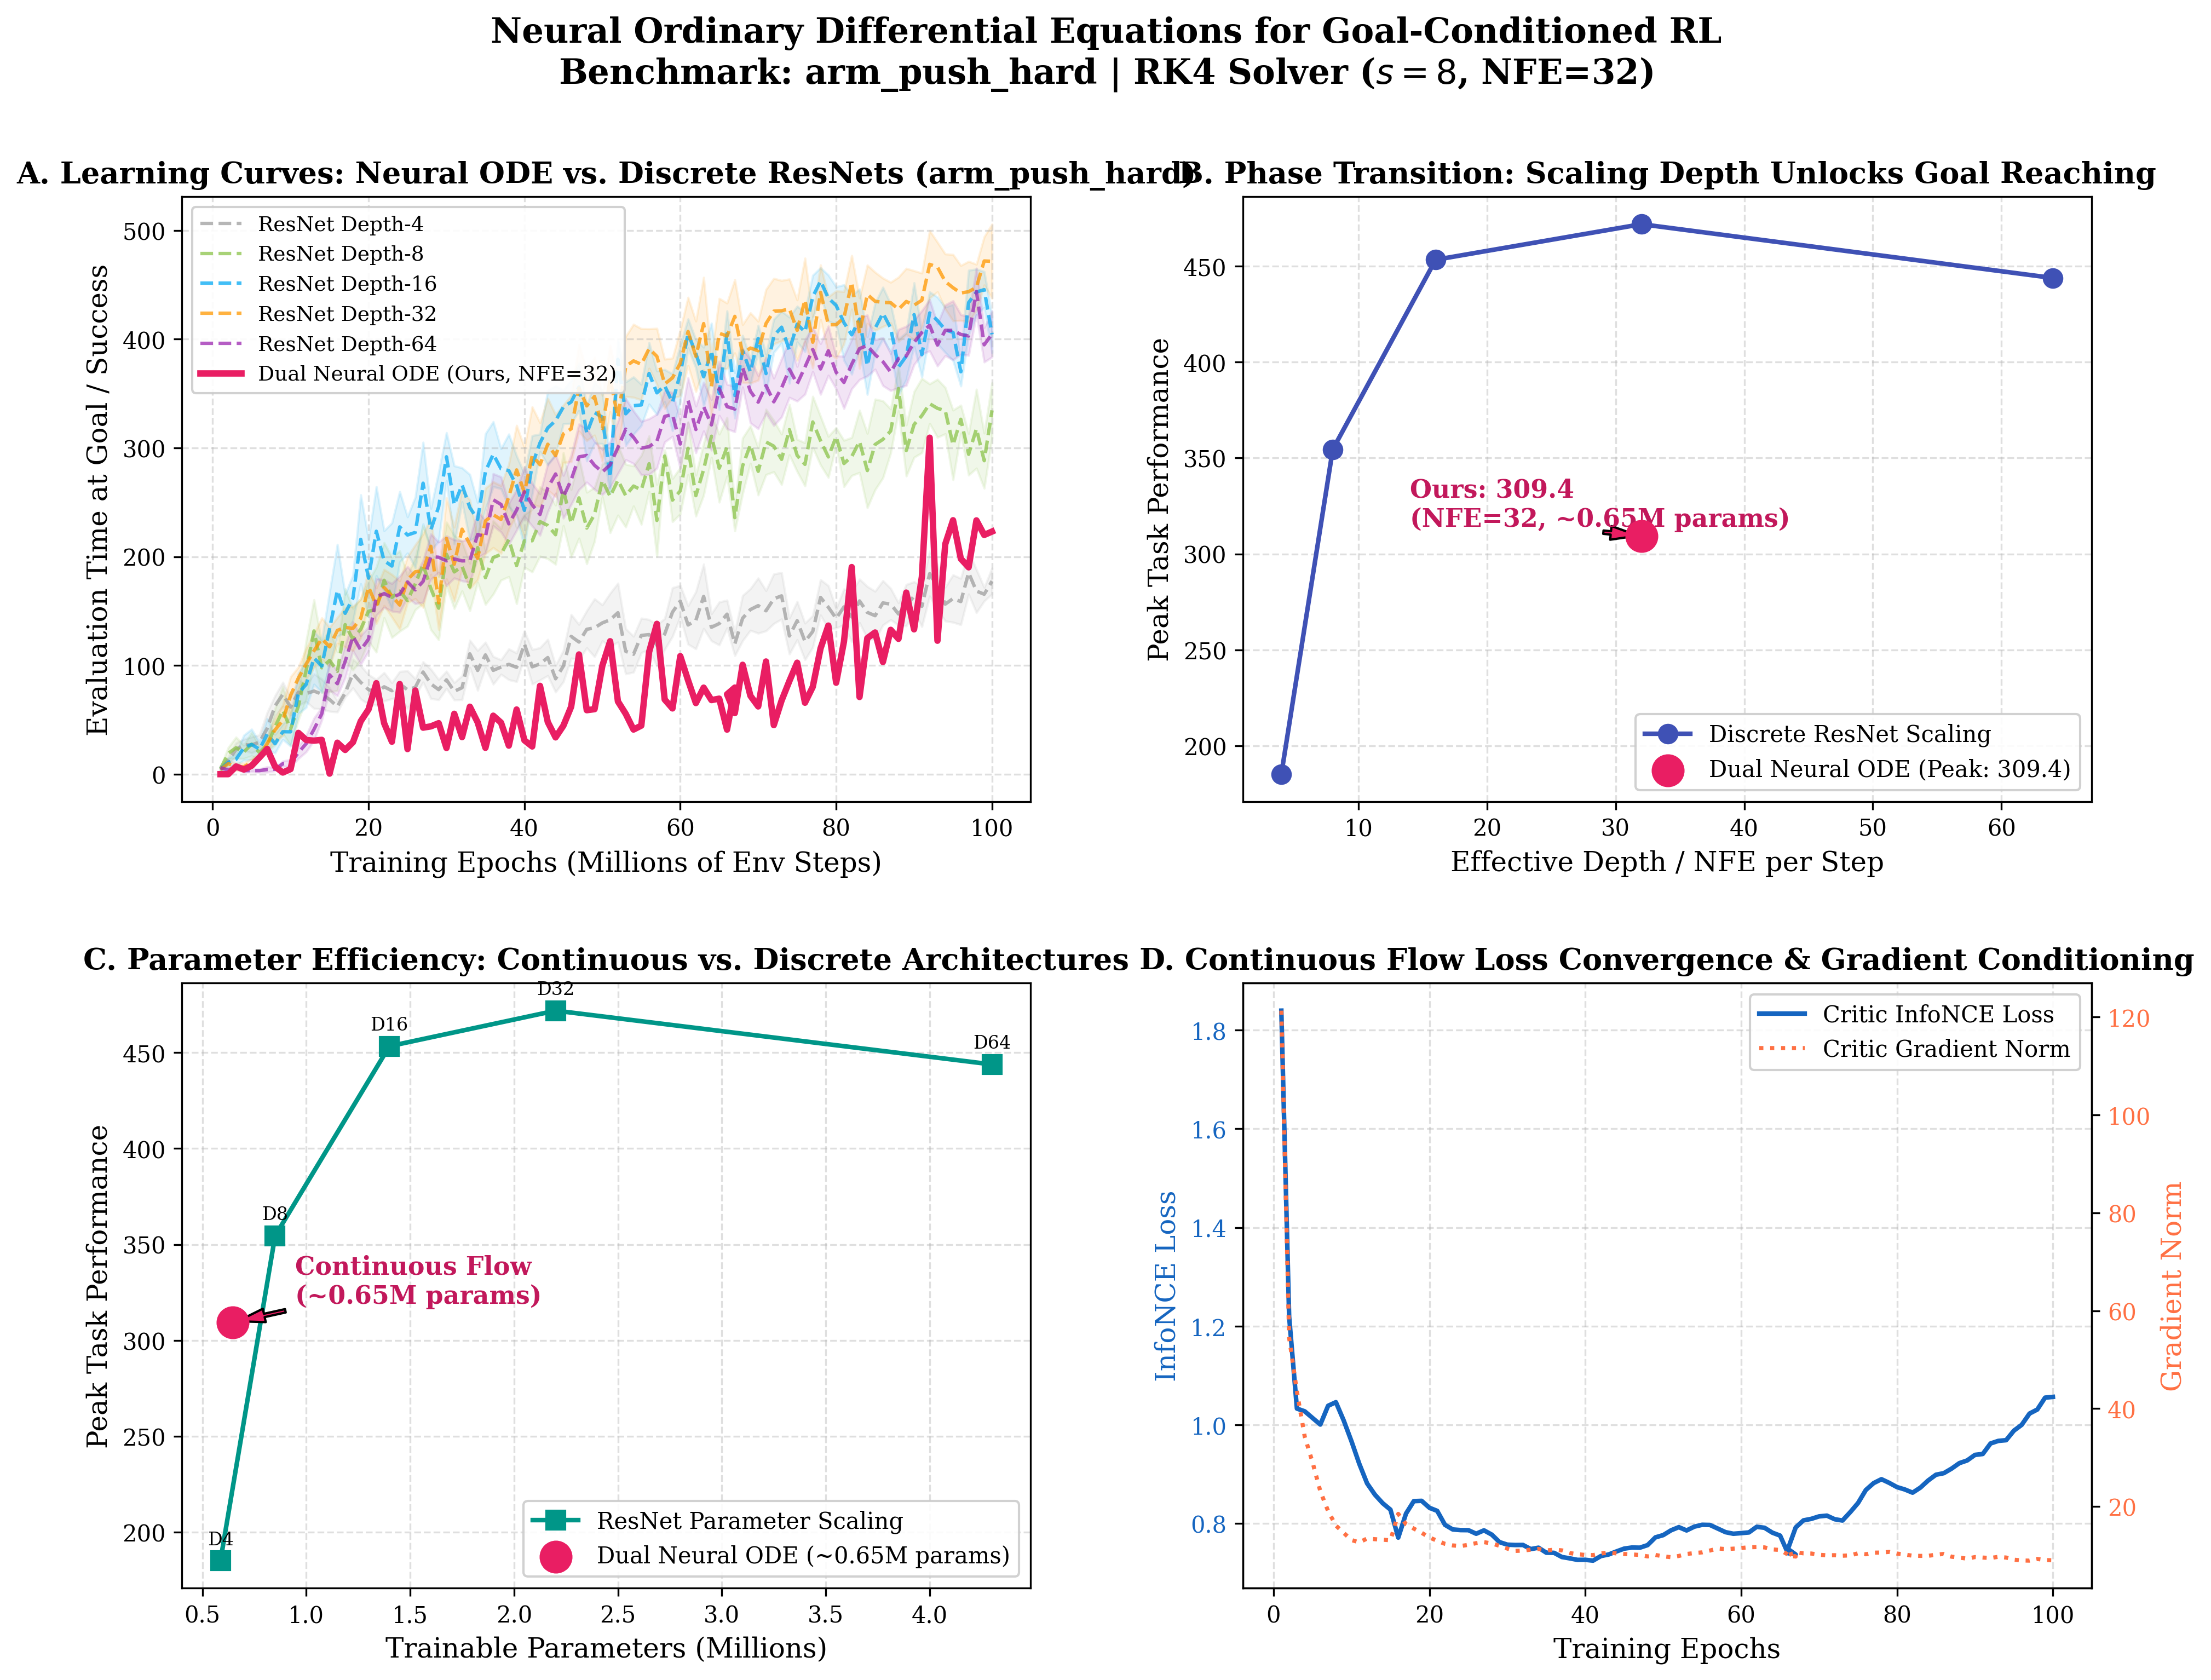 Neural Ordinary Differential Equations for Goal-Conditioned RL
Benchmark: arm_push_hard | RK4 Solver (s = 8, NFE=32)
A. Learning Curves: Neural ODE vs. Discrete ResNets (arm_push_hard)
Evaluation Time at Goal / Success
500
400
300
200
100
0
ResNet Depth-4
ResNet Depth-8
ResNet Depth-16
ResNet Depth-32
ResNet Depth-64
Dual Neural ODE (Ours, NFE=32)
0 20 40 60 80 100
Training Epochs (Millions of Env Steps)
B. Phase Transition: Scaling Depth Unlocks Goal Reaching
Peak Task Performance
450
400
350
300
250
200
Ours: 309.4
(NFE=32, ~0.65M params)
Discrete ResNet Scaling
Dual Neural ODE (Peak: 309.4)
10 20 30 40 50 60
Effective Depth / NFE per Step
C. Parameter Efficiency: Continuous vs. Discrete Architectures
Peak Task Performance
450
400
350
300
250
200
D32
D16
D64
D8
Continuous Flow
(~0.65M params)
D4
ResNet Parameter Scaling
Dual Neural ODE (~0.65M params)
0.5 1.0 1.5 2.0 2.5 3.0 3.5 4.0
Trainable Parameters (Millions)
D. Continuous Flow Loss Convergence & Gradient Conditioning
InfoNCE Loss
1.8
1.6
1.4
1.2
1.0
0.8
Critic InfoNCE Loss
Critic Gradient Norm
120
100
80
60
40
20
Gradient Norm
0 20 40 60 80 100
Training Epochs